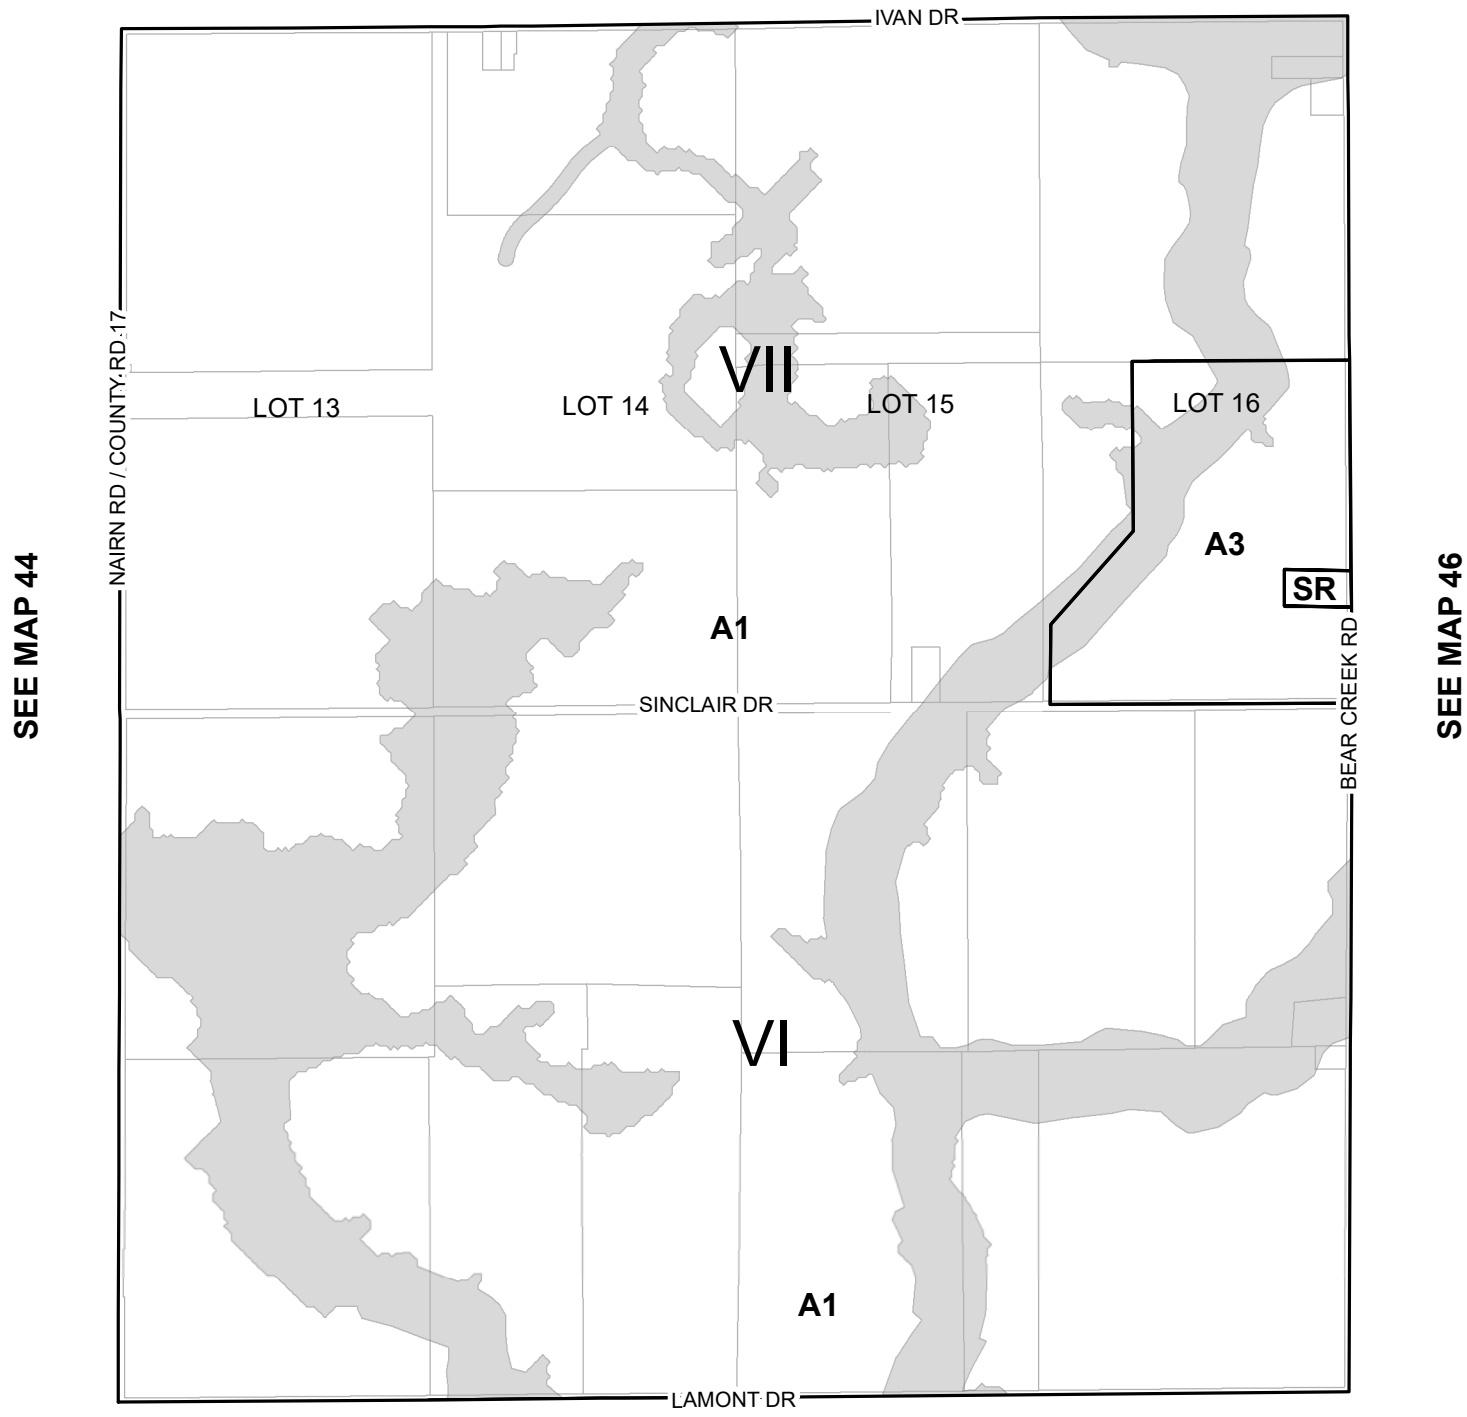 IVAN DR
NAIRN RD / COUNTY RD 17
VII
LOT 13
LOT 14
LOT 15
LOT 16
A3
SEE MAP 44
SEE MAP 46
SR
A1
SINCLAIR DR
BEAR CREEK RD
VI
A1
LAMONT DR